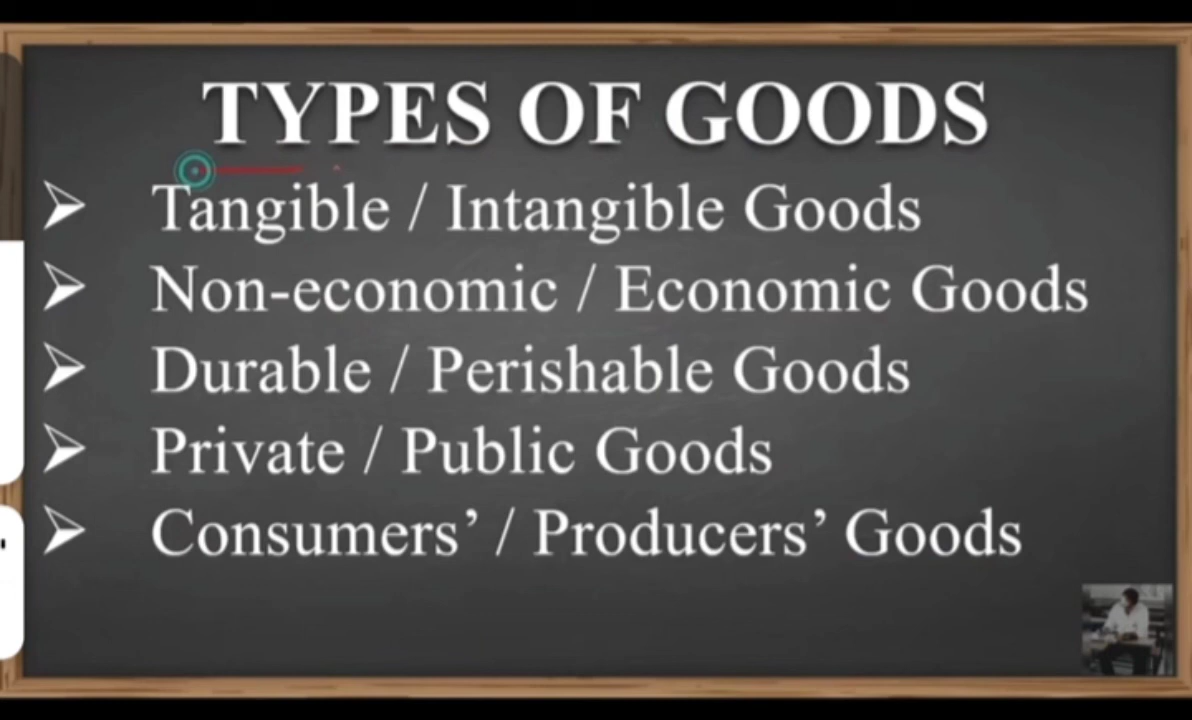 TYPES OF GOODS
Tangible / Intangible Goods
Non-economic / Economic Goods
Durable / Perishable Goods
Private / Public Goods
Consumers’ / Producers’ Goods